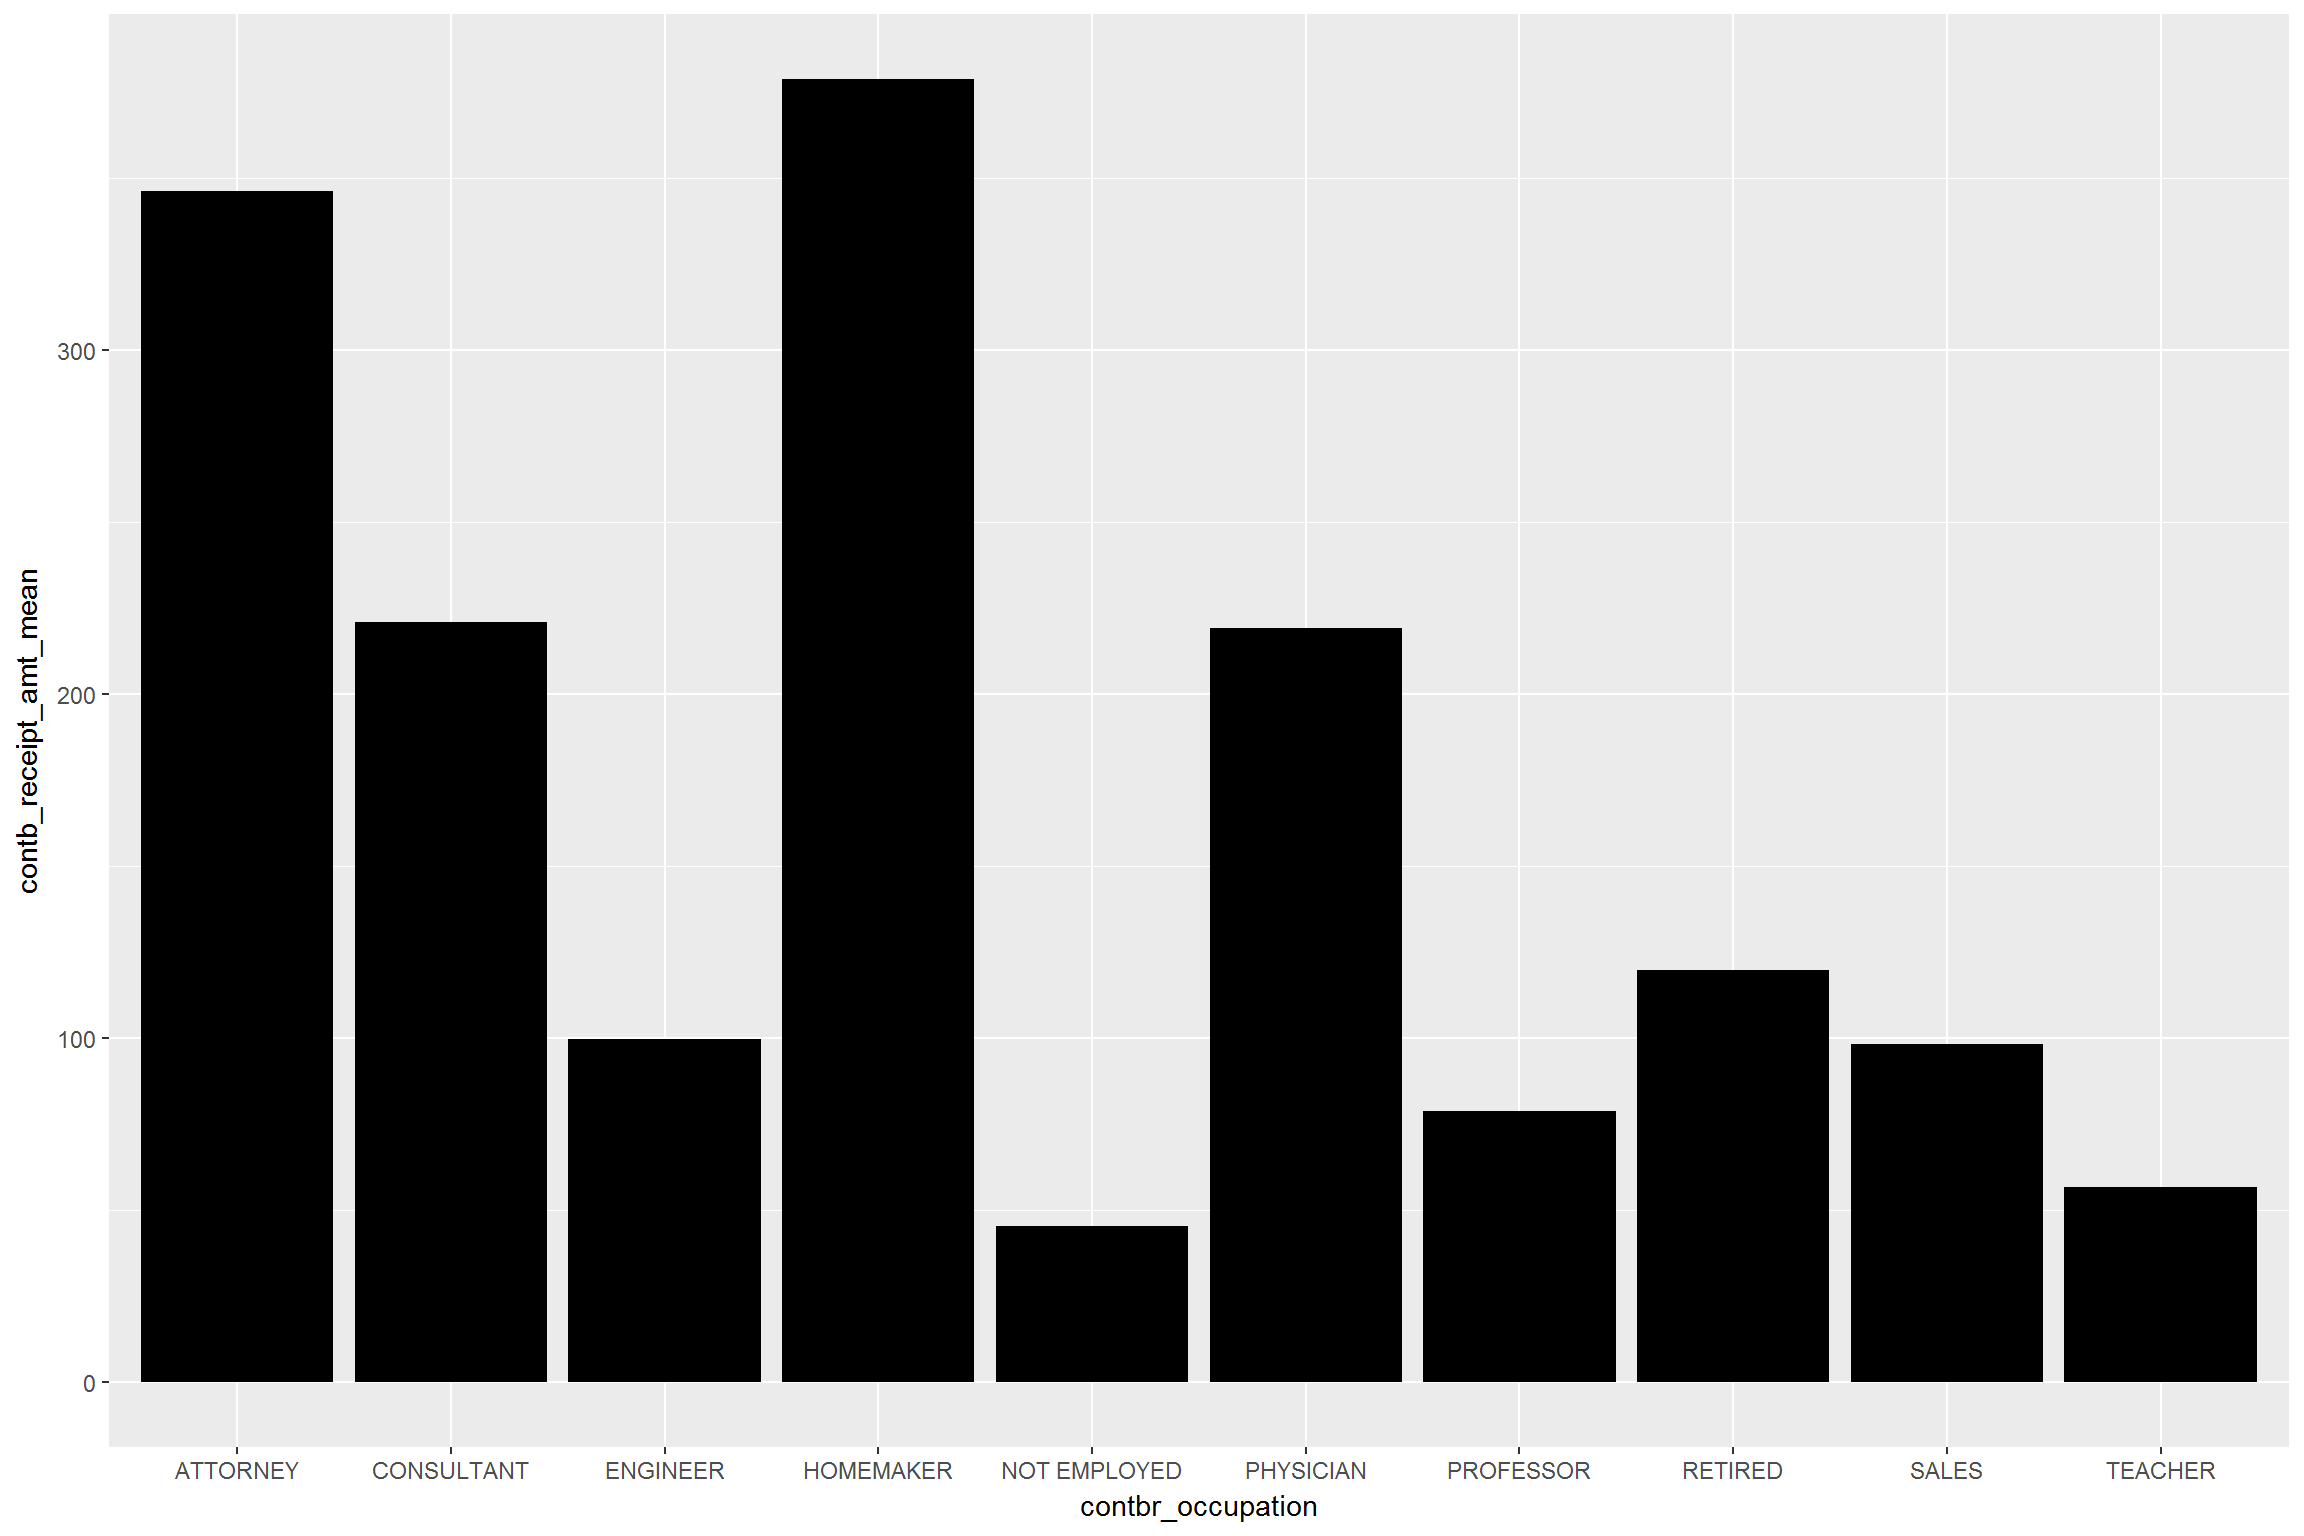 contb_receipt_amt_mean
300
200
100
0
ATTORNEY CONSULTANT ENGINEER HOMEMAKER NOT EMPLOYED PHYSICIAN PROFESSOR RETIRED SALES TEACHER
contbr_occupation